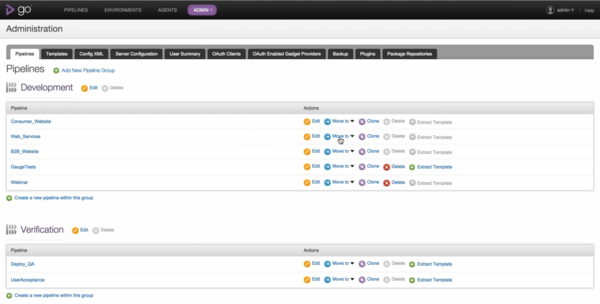 go PIPELINES ENVIRONMENTS AGENTS ADMIN admin Help
Administration
Pipelines Templates Config XML Server Configuration User Summary OAuth Clients OAuth Enabled Gadget Providers Backup Plugins Package Repositories
Pipelines Add New Pipeline Group
Development Edit Delete
Pipeline Actions
Consumer_Website Edit Move to Clone Delete Extract Template
Web_Services Edit Move to Clone Delete Extract Template
B2B_Website Edit Move to Clone Delete Extract Template
GaugeTests Edit Move to Clone Delete Extract Template
Webinar Edit Move to Clone Delete Extract Template
Create a new pipeline within this group
Verification Edit Delete
Pipeline Actions
Deploy_QA Edit Move to Clone Delete Extract Template
UserAcceptance Edit Move to Clone Delete Extract Template
Create a new pipeline within this group